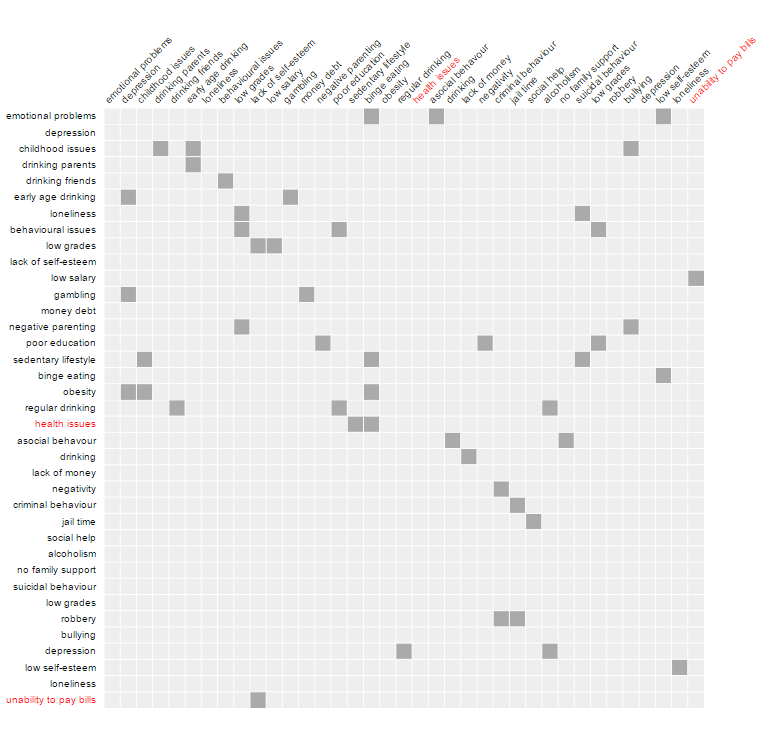 emotional problems
depression
childhood issues
drinking parents
drinking friends
early age drinking
loneliness
behavioural issues
low grades
lack of self-esteem
low salary
gambling
money debt
negative parenting
poor education
sedentary lifestyle
binge eating
obesity
regular drinking
health issues
asocial behavour
drinking
lack of money
negativity
criminal behaviour
jail time
social help
alcoholism
no family support
suicidal behaviour
low grades
robbery
bullying
depression
low self-esteem
loneliness
unability to pay bills
emotional problems
depression
childhood issues
drinking parents
drinking friends
early age drinking
loneliness
behavioural issues
low grades
lack of self-esteem
low salary
gambling
money debt
negative parenting
poor education
sedentary lifestyle
binge eating
obesity
regular drinking
health issues
asocial behavour
drinking
lack of money
negativity
criminal behaviour
jail time
social help
alcoholism
no family support
suicidal behaviour
low grades
robbery
bullying
depression
low self-esteem
loneliness
unability to pay bills